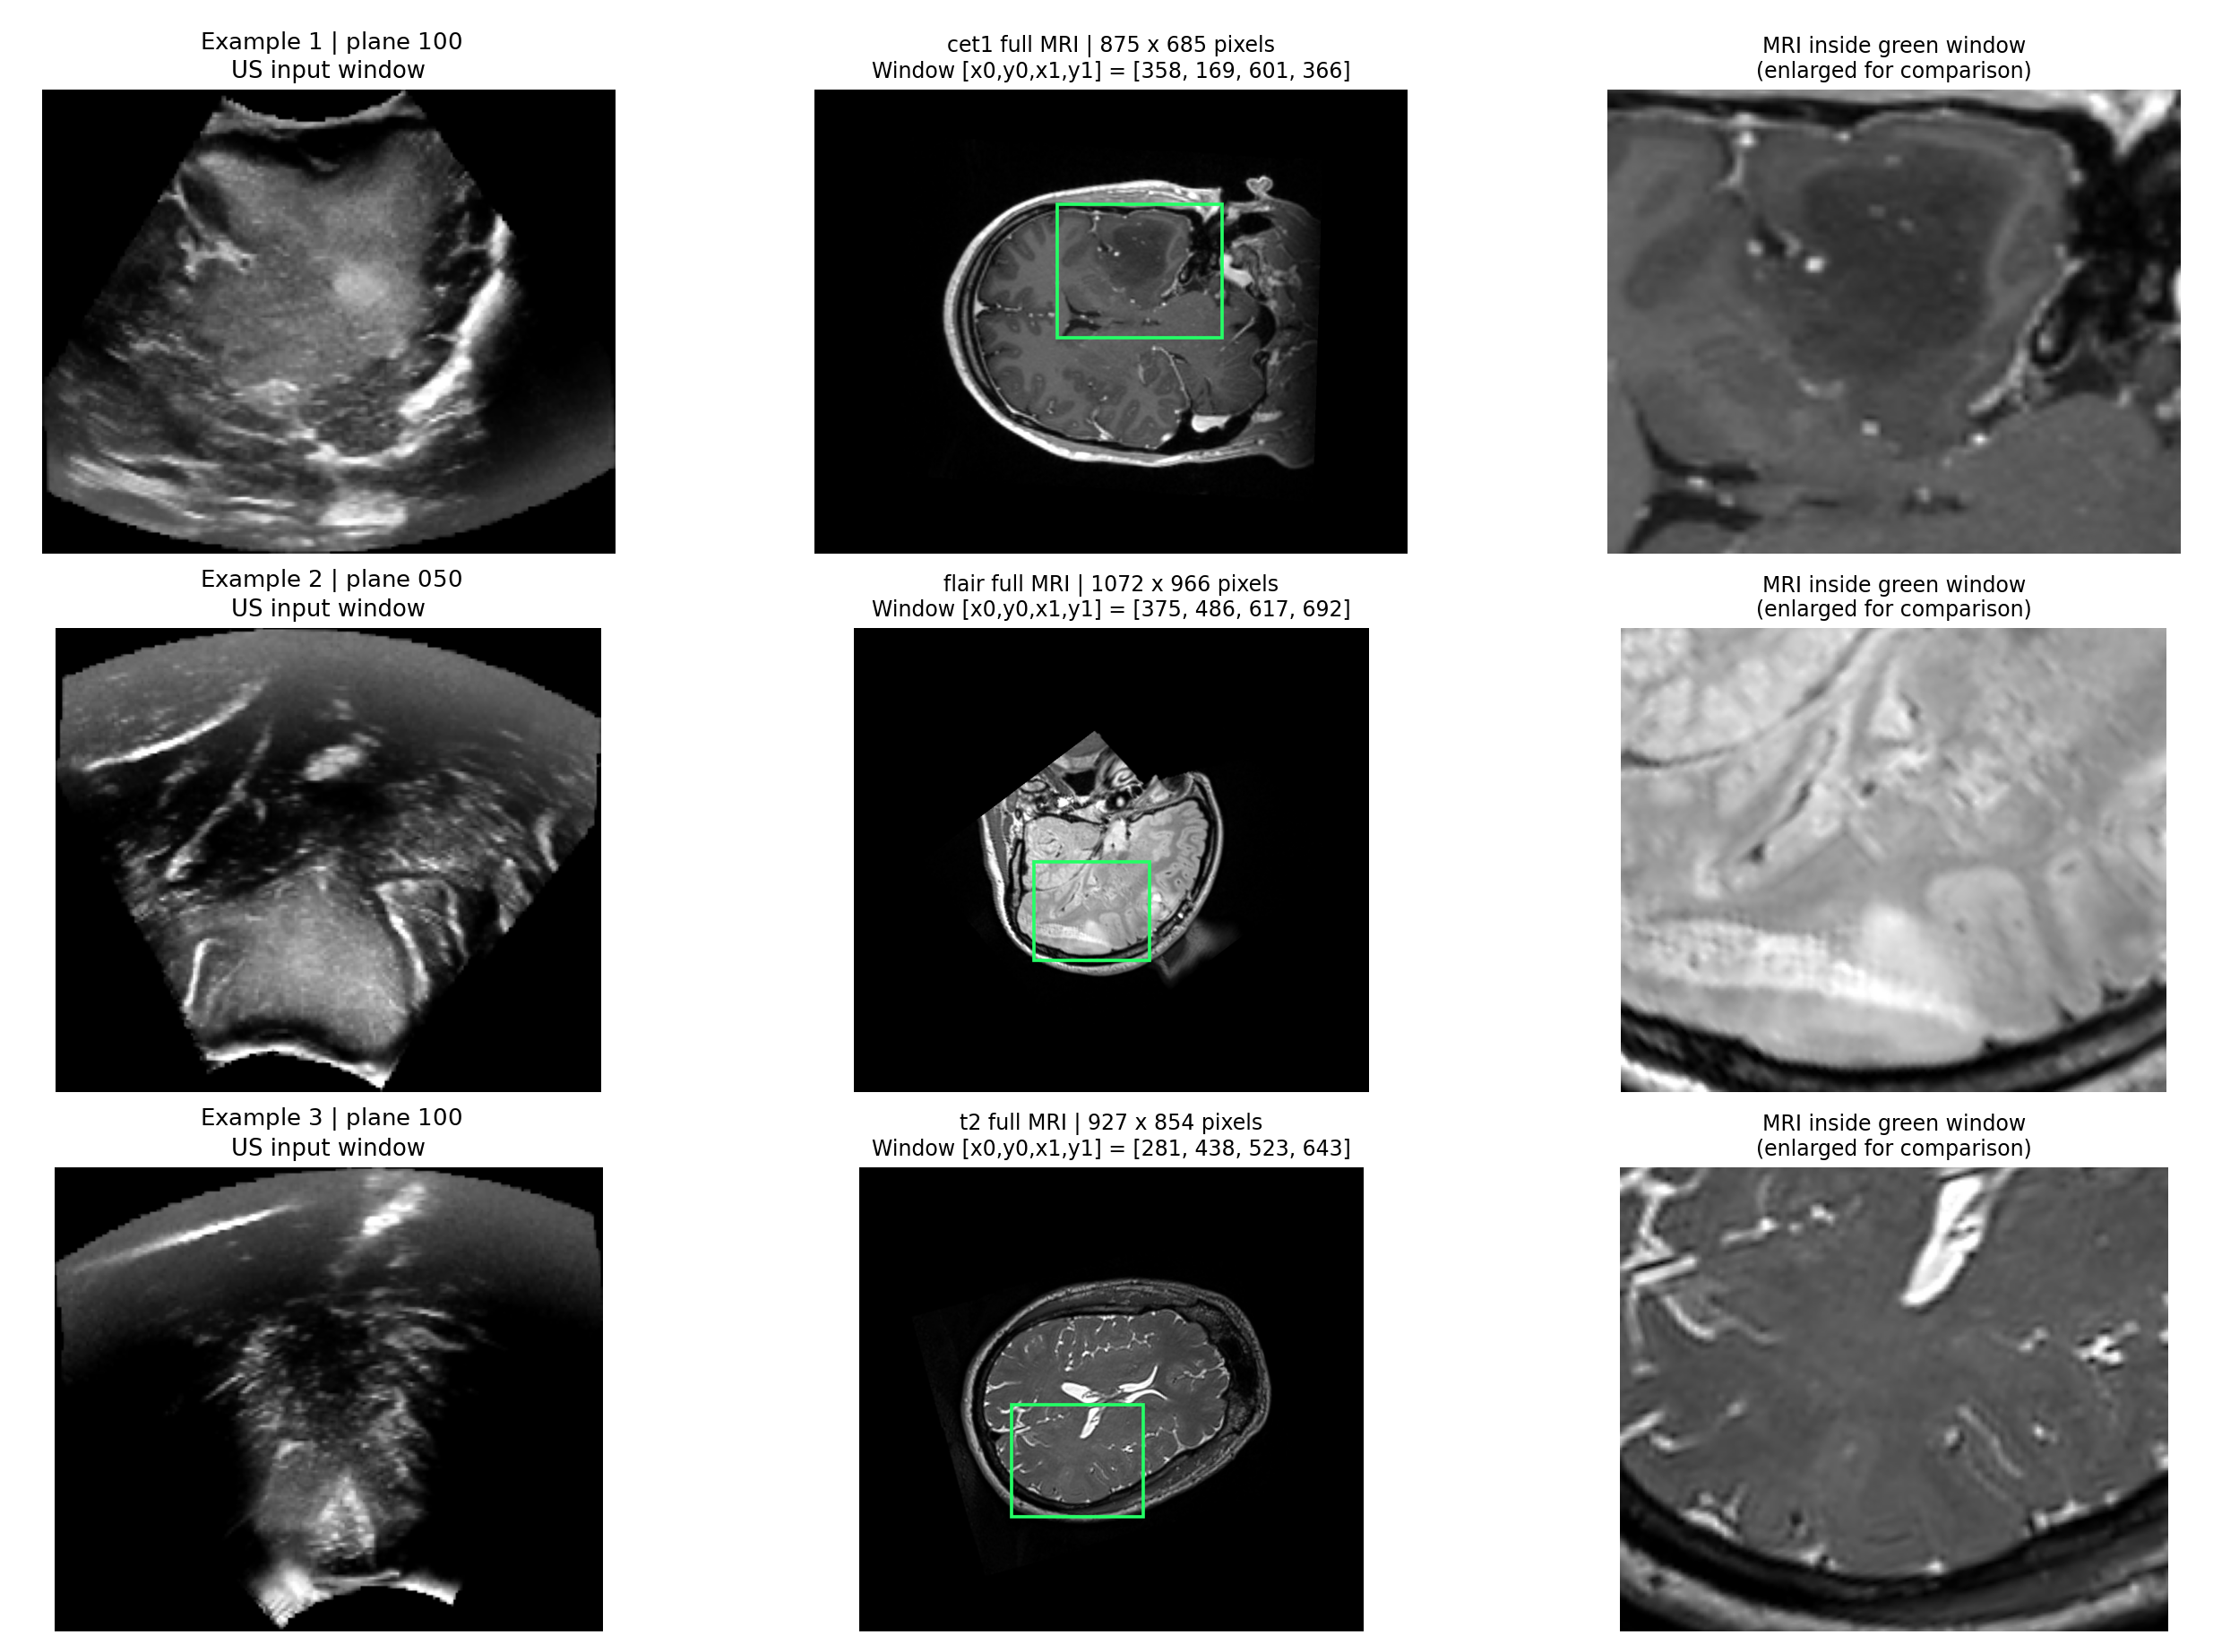 Example 1 | plane 100
US input window
cet1 full MRI | 875 x 685 pixels
Window [x0,y0,x1,y1] = [358, 169, 601, 366]
MRI inside green window
(enlarged for comparison)
Example 2 | plane 050
US input window
flair full MRI | 1072 x 966 pixels
Window [x0,y0,x1,y1] = [375, 486, 617, 692]
MRI inside green window
(enlarged for comparison)
Example 3 | plane 100
US input window
t2 full MRI | 927 x 854 pixels
Window [x0,y0,x1,y1] = [281, 438, 523, 643]
MRI inside green window
(enlarged for comparison)